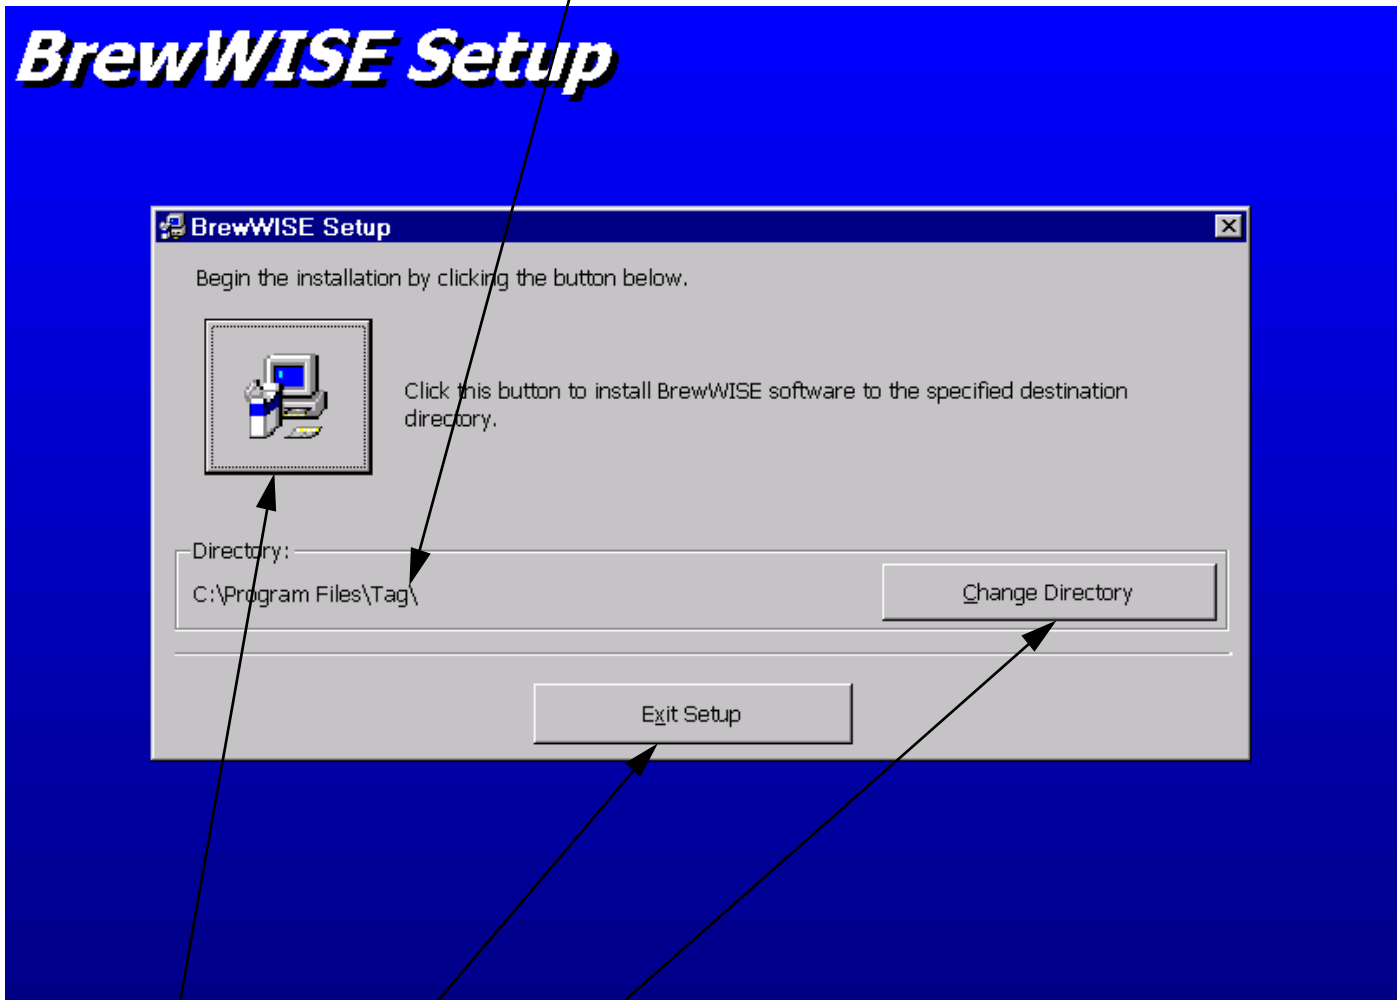 BrewWISE Setup
BrewWISE Setup
Begin the installation by clicking the button below.
Click this button to install BrewWISE software to the specified destination
directory.
Directory:
C:\Program Files\Tag\
Change Directory
Exit Setup